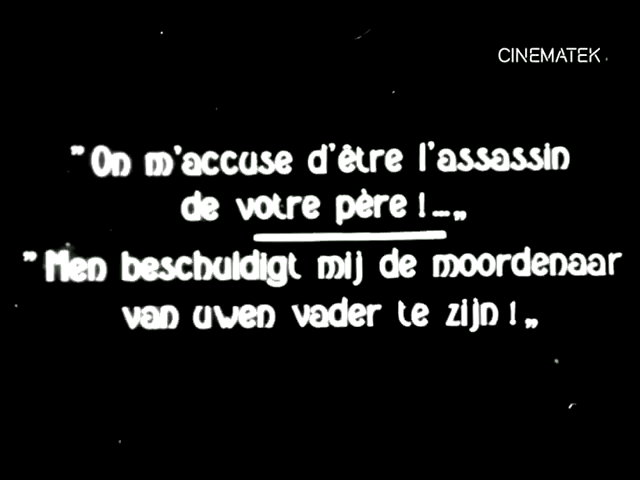 CINEMATEK
"On m'accuse d'être l'assassin
de votre père !...„
"Men beschuldigt mij de moordenaar
van uwen vader te zijn !„